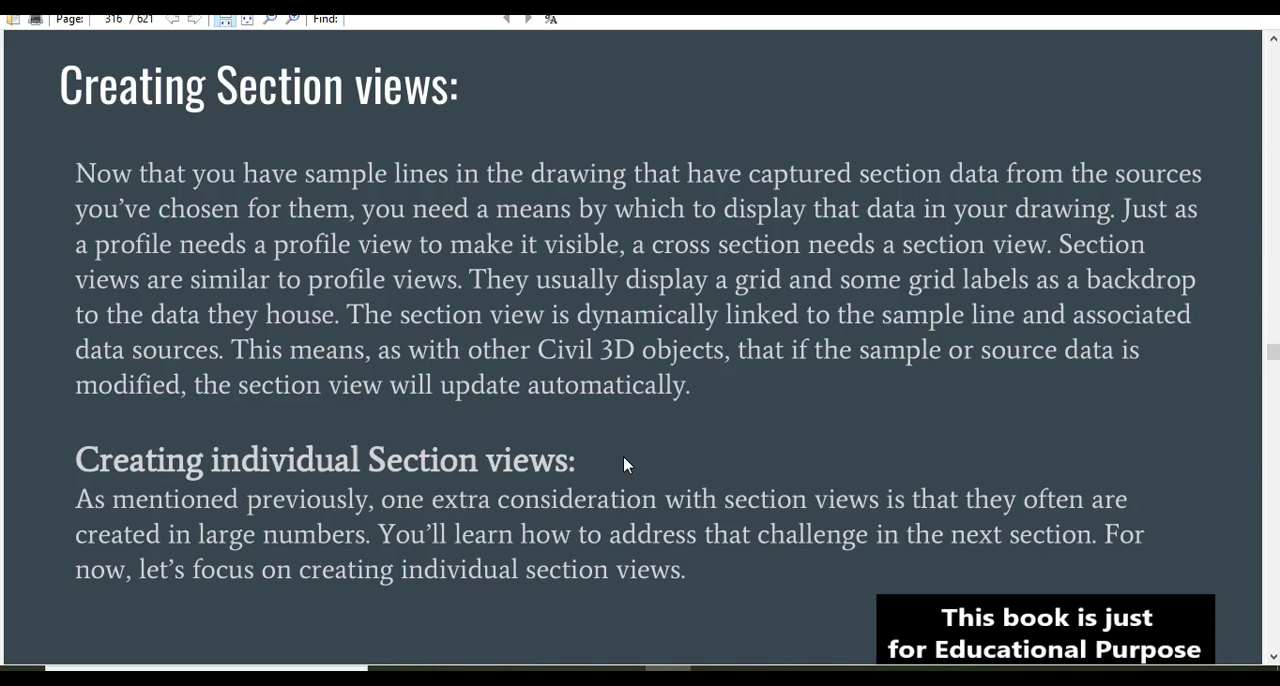 Page: 316 / 621 Find:
Creating Section views:
Now that you have sample lines in the drawing that have captured section data from the sources
you've chosen for them, you need a means by which to display that data in your drawing. Just as
a profile needs a profile view to make it visible, a cross section needs a section view. Section
views are similar to profile views. They usually display a grid and some grid labels as a backdrop
to the data they house. The section view is dynamically linked to the sample line and associated
data sources. This means, as with other Civil 3D objects, that if the sample or source data is
modified, the section view will update automatically.
Creating individual Section views:
As mentioned previously, one extra consideration with section views is that they often are
created in large numbers. You'll learn how to address that challenge in the next section. For
now, let's focus on creating individual section views.
This book is just
for Educational Purpose